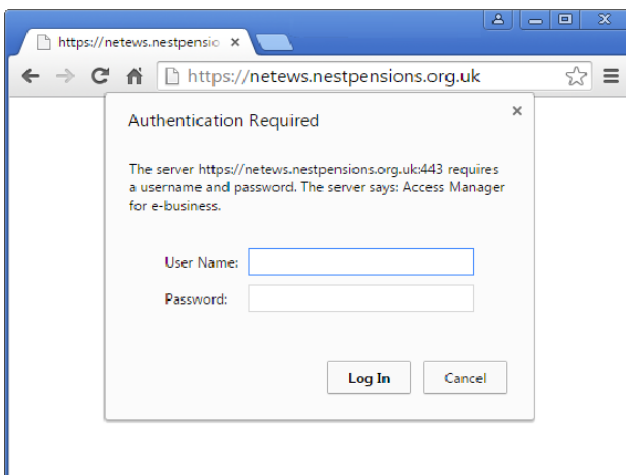 https://netews.nestpensio
https://netews.nestpensions.org.uk
Authentication Required
The server https://netews.nestpensions.org.uk:443 requires
a username and password. The server says: Access Manager
for e-business.
User Name:
Password:
Log In
Cancel